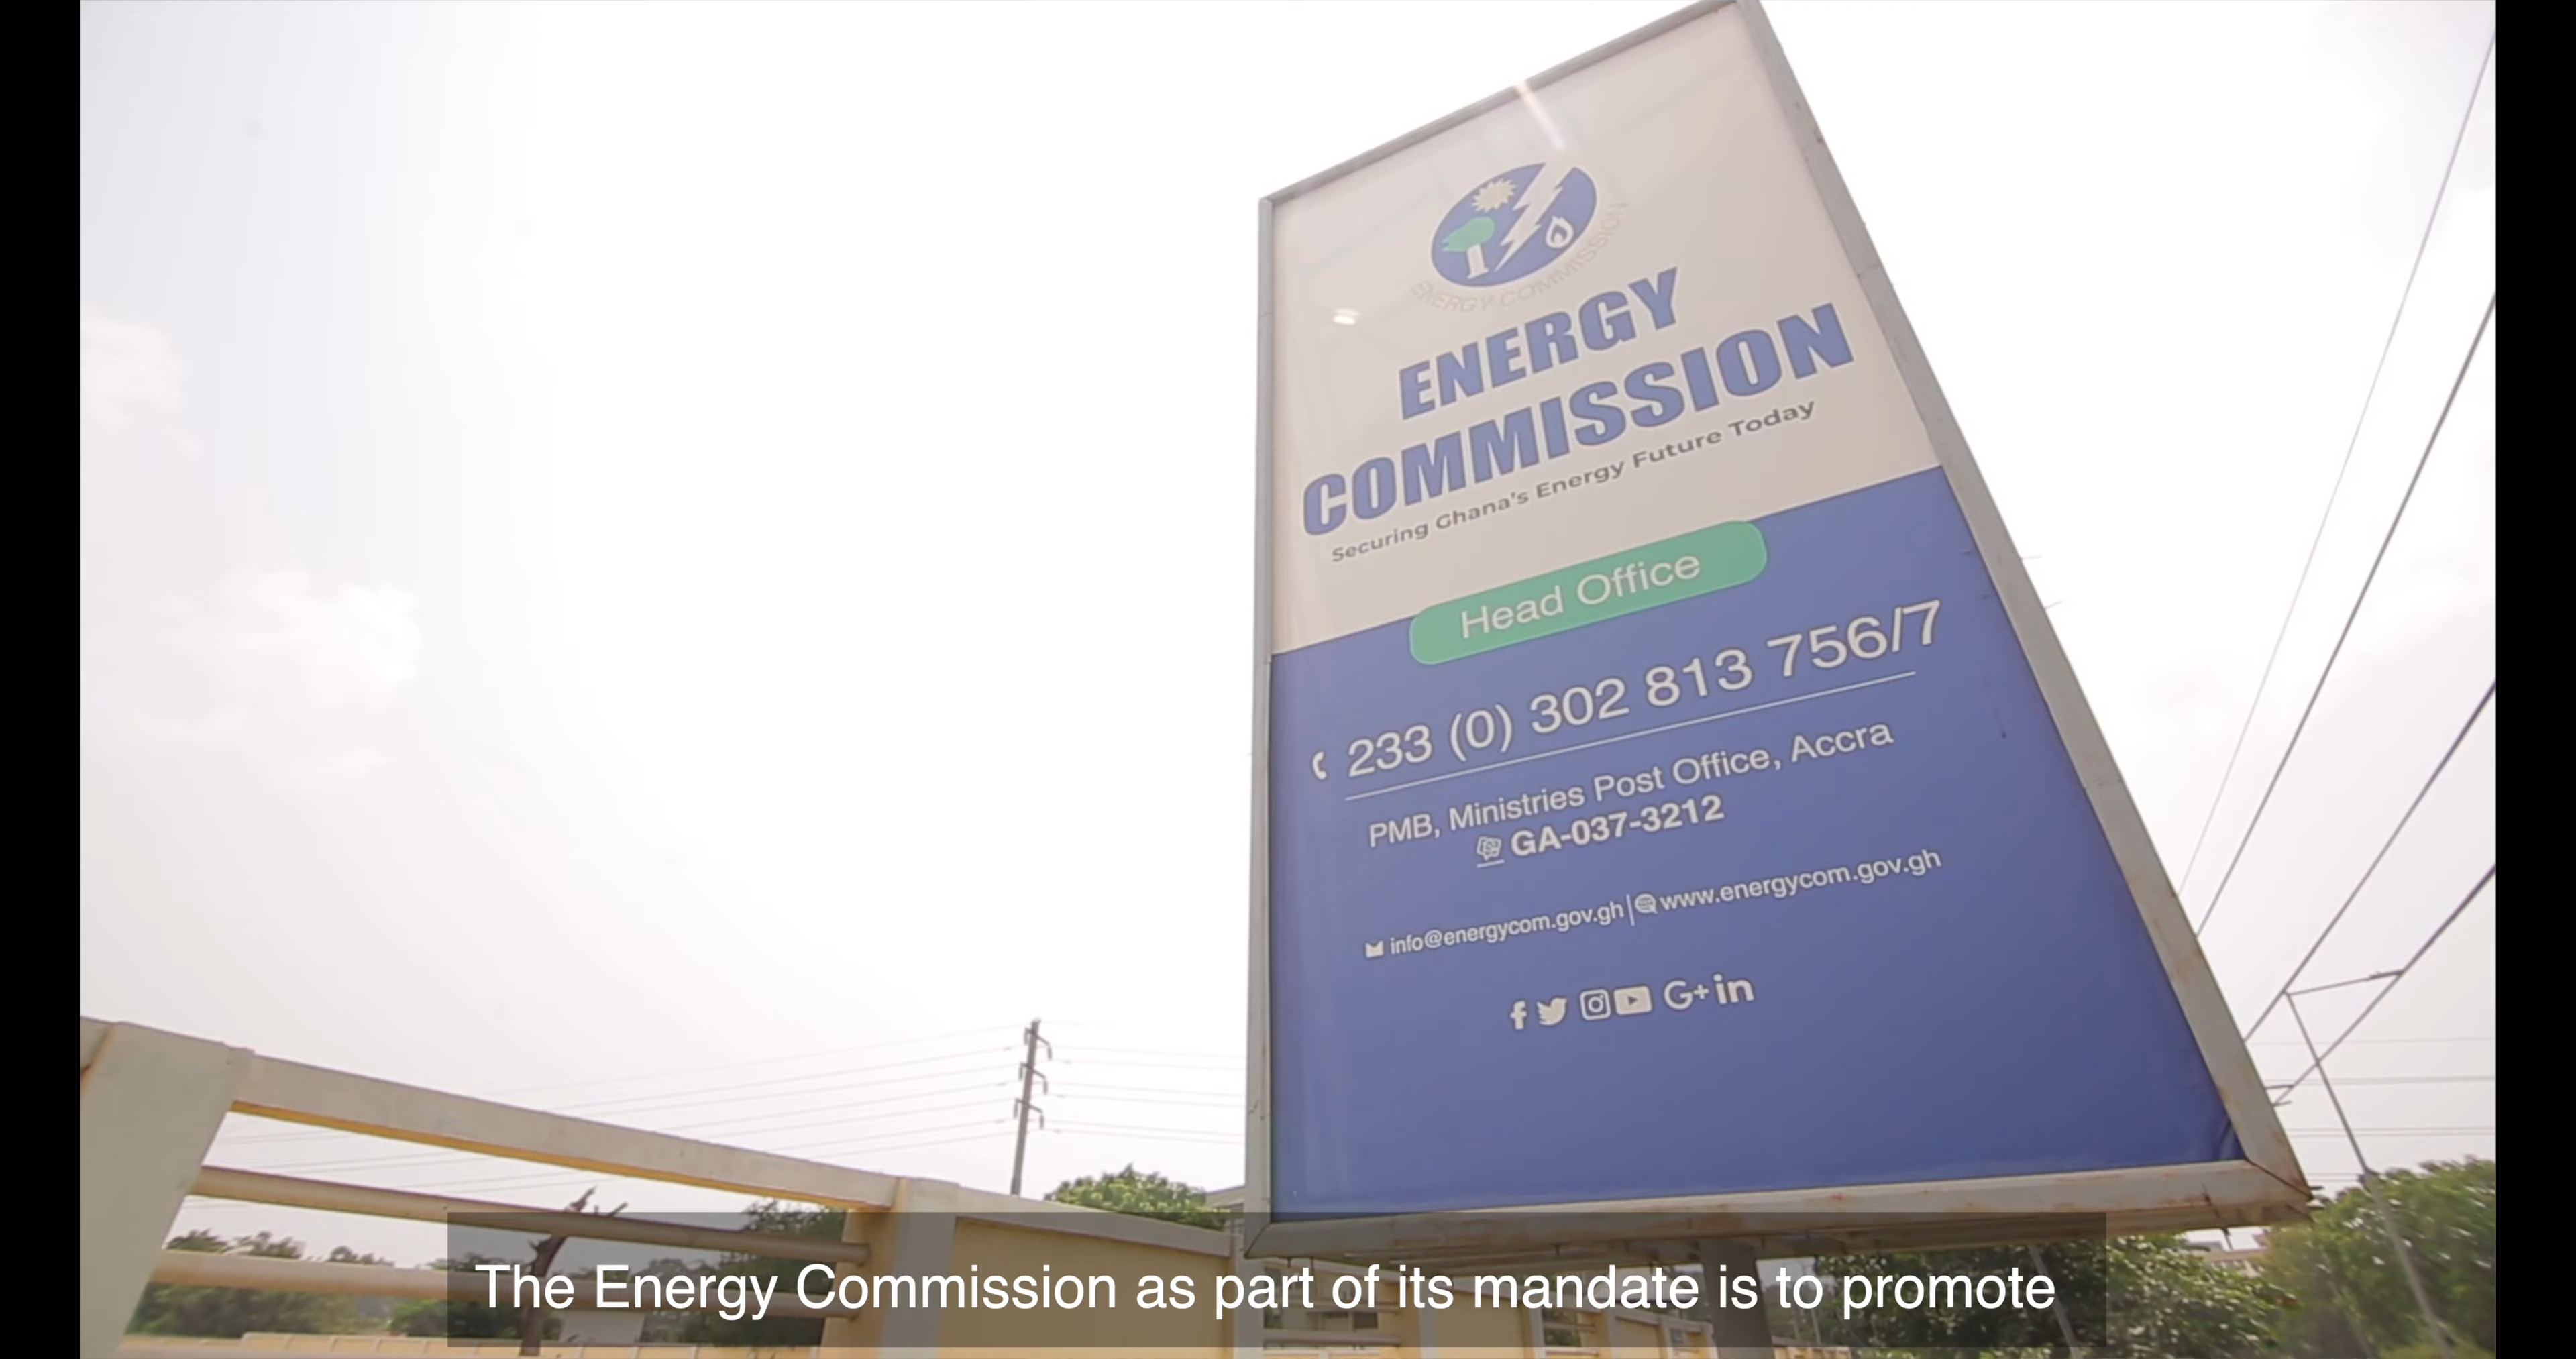 ENERGY COMMISSION
ENERGY
COMMISSION
Securing Ghana's Energy Future Today
Head Office
233 (0) 302 813 756/7
PMB, Ministries Post Office, Accra
GA-037-3212
info@energycom.gov.gh | www.energycom.gov.gh
G+ in
The Energy Commission as part of its mandate is to promote